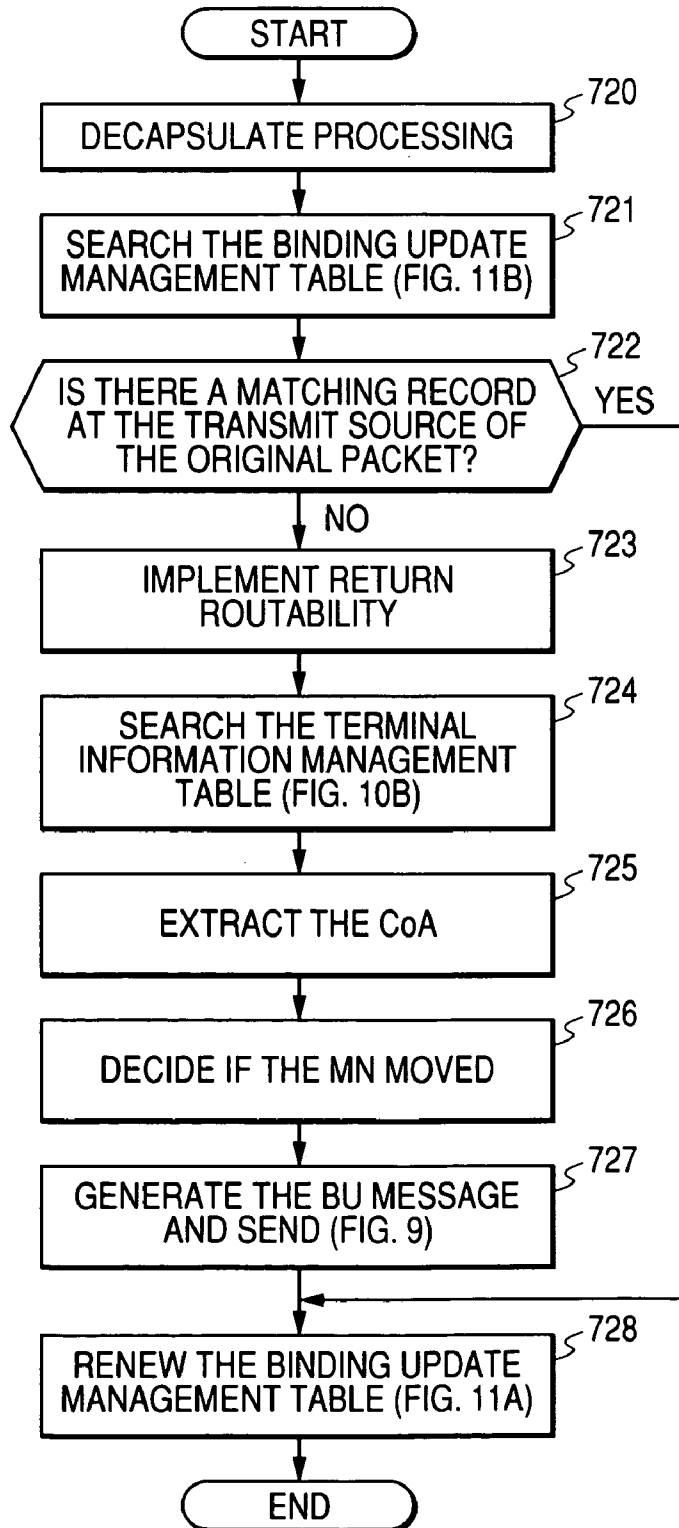 START
720
DECAPSULATE PROCESSING
721
SEARCH THE BINDING UPDATE
MANAGEMENT TABLE (FIG. 11B)
722
IS THERE A MATCHING RECORD
AT THE TRANSMIT SOURCE OF
THE ORIGINAL PACKET?
YES
NO
723
IMPLEMENT RETURN
ROUTABILITY
724
SEARCH THE TERMINAL
INFORMATION MANAGEMENT
TABLE (FIG. 10B)
725
EXTRACT THE CoA
726
DECIDE IF THE MN MOVED
727
GENERATE THE BU MESSAGE
AND SEND (FIG. 9)
728
RENEW THE BINDING UPDATE
MANAGEMENT TABLE (FIG. 11A)
END